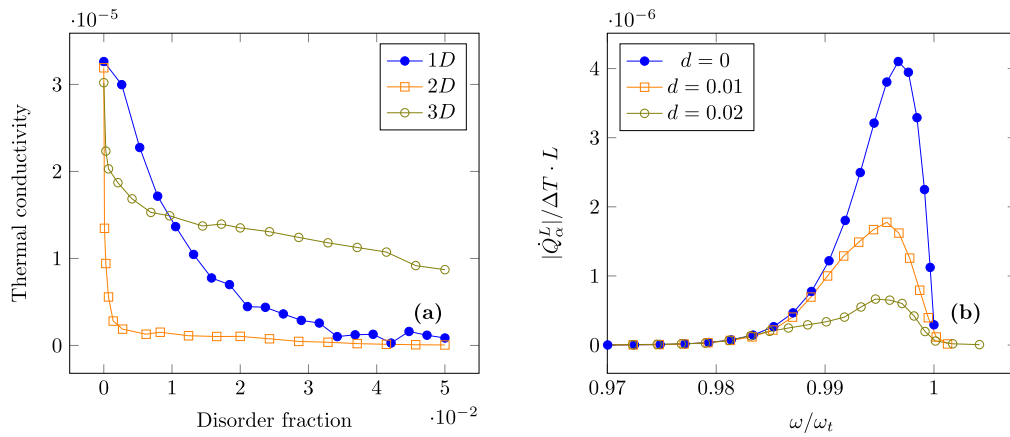 ·10⁻⁵
Thermal conductivity
3
2
1
0
1D
2D
3D
(a)
0 1 2 3 4 5
Disorder fraction
·10⁻²
·10⁻⁶
|Q̇ᴸ_α|/ΔT · L
4
2
0
d = 0
d = 0.01
d = 0.02
(b)
0.97 0.98 0.99 1
ω/ω_t